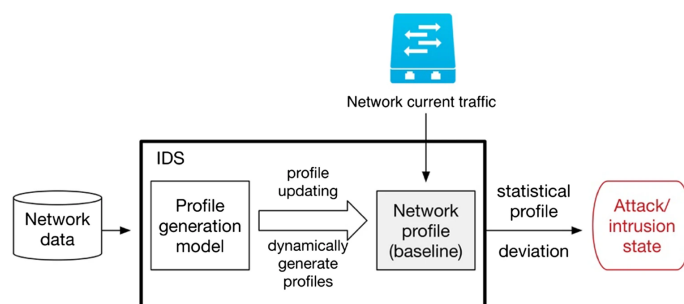 Network current traffic
IDS
Network
data
Profile
generation
model
profile
updating
dynamically
generate
profiles
Network
profile
(baseline)
statistical
profile
deviation
Attack/
intrusion
state